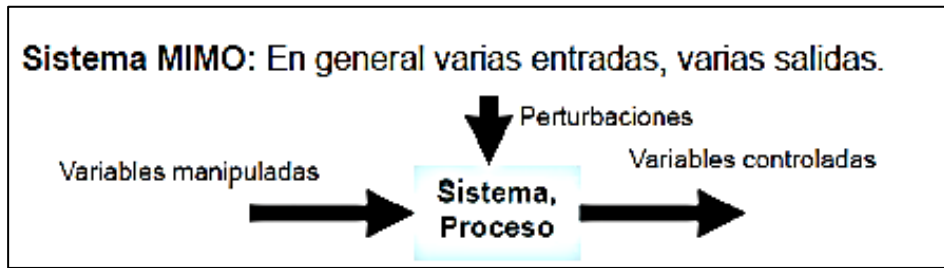 Sistema MIMO: En general varias entradas, varias salidas.
Perturbaciones
Variables manipuladas
Variables controladas
Sistema,
Proceso